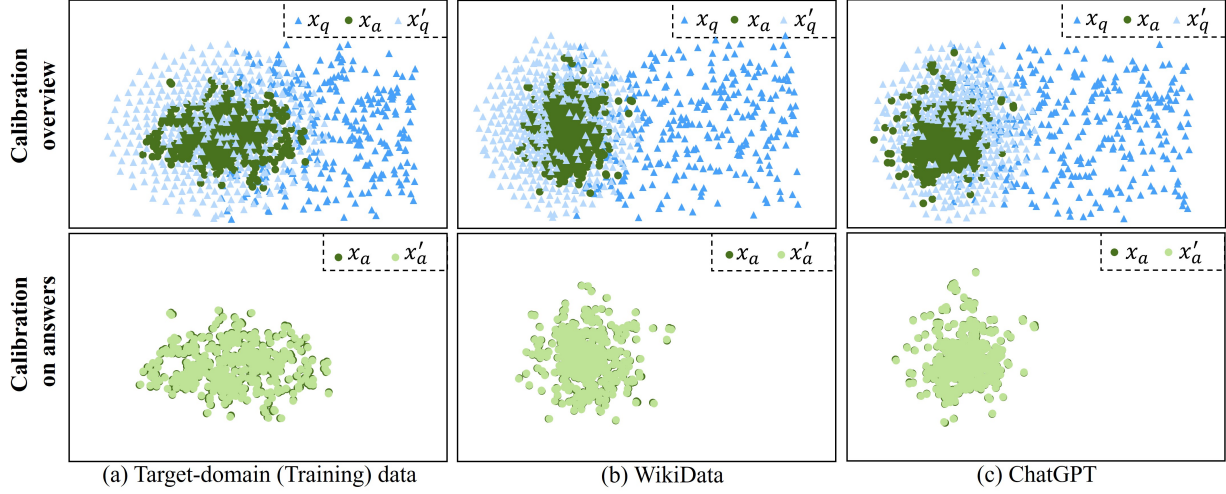 x_q x_a x'_q
x_q x_a x'_q
x_q x_a x'_q
Calibration
overview
x_a x'_a
x_a x'_a
x_a x'_a
Calibration
on answers
(a) Target-domain (Training) data
(b) WikiData
(c) ChatGPT